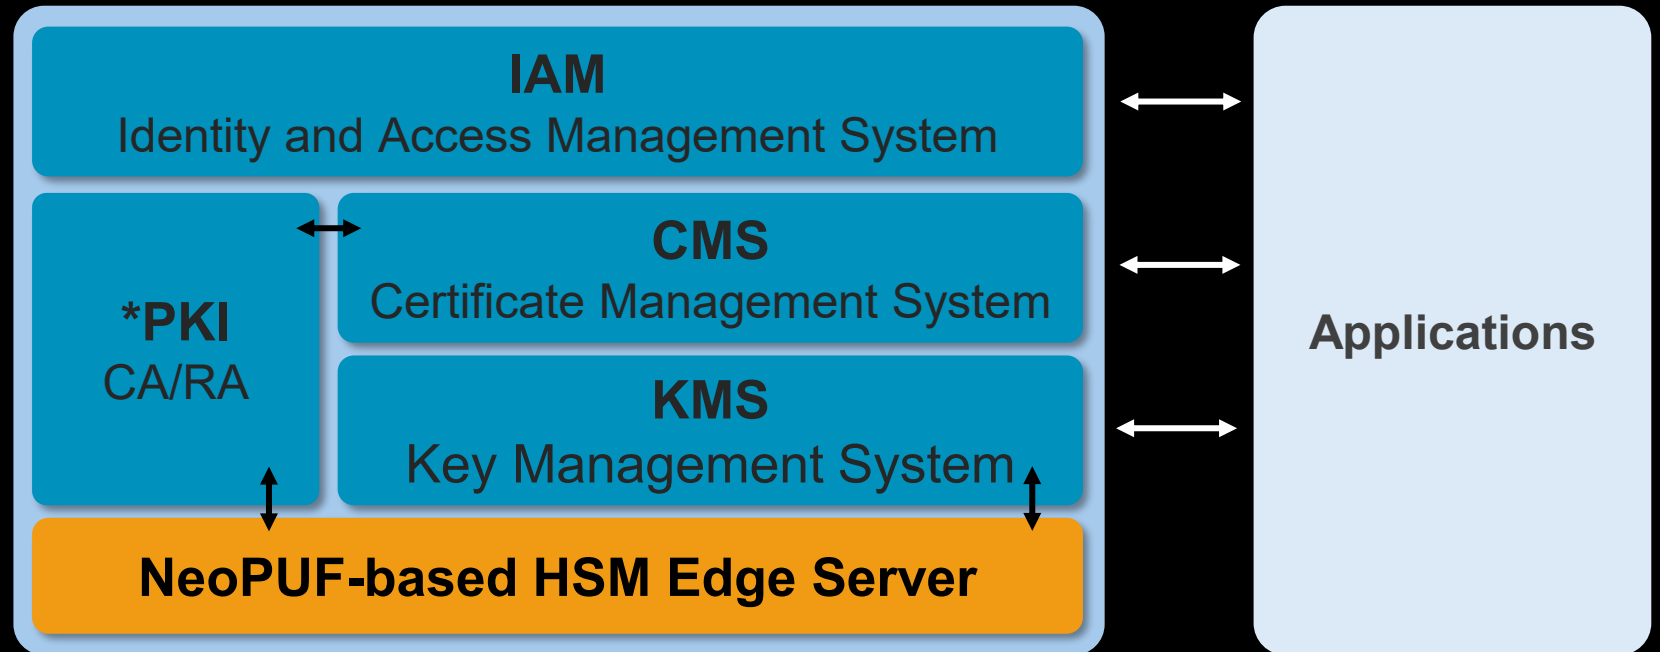 IAM
Identity and Access Management System
*PKI
CA/RA
CMS
Certificate Management System
KMS
Key Management System
NeoPUF-based HSM Edge Server
Applications